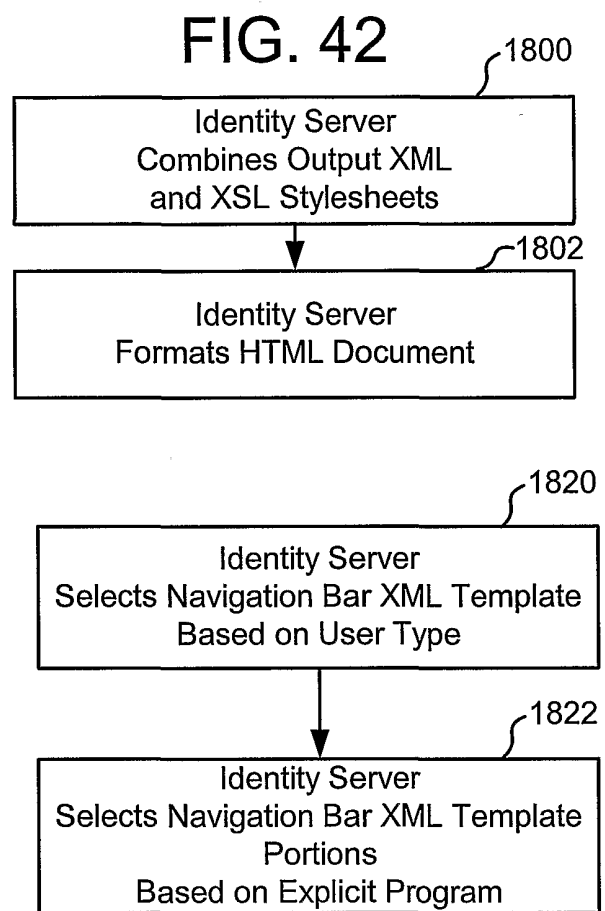 FIG. 42
1800
Identity Server
Combines Output XML
and XSL Stylesheets
1802
Identity Server
Formats HTML Document
1820
Identity Server
Selects Navigation Bar XML Template
Based on User Type
1822
Identity Server
Selects Navigation Bar XML Template
Portions
Based on Explicit Program